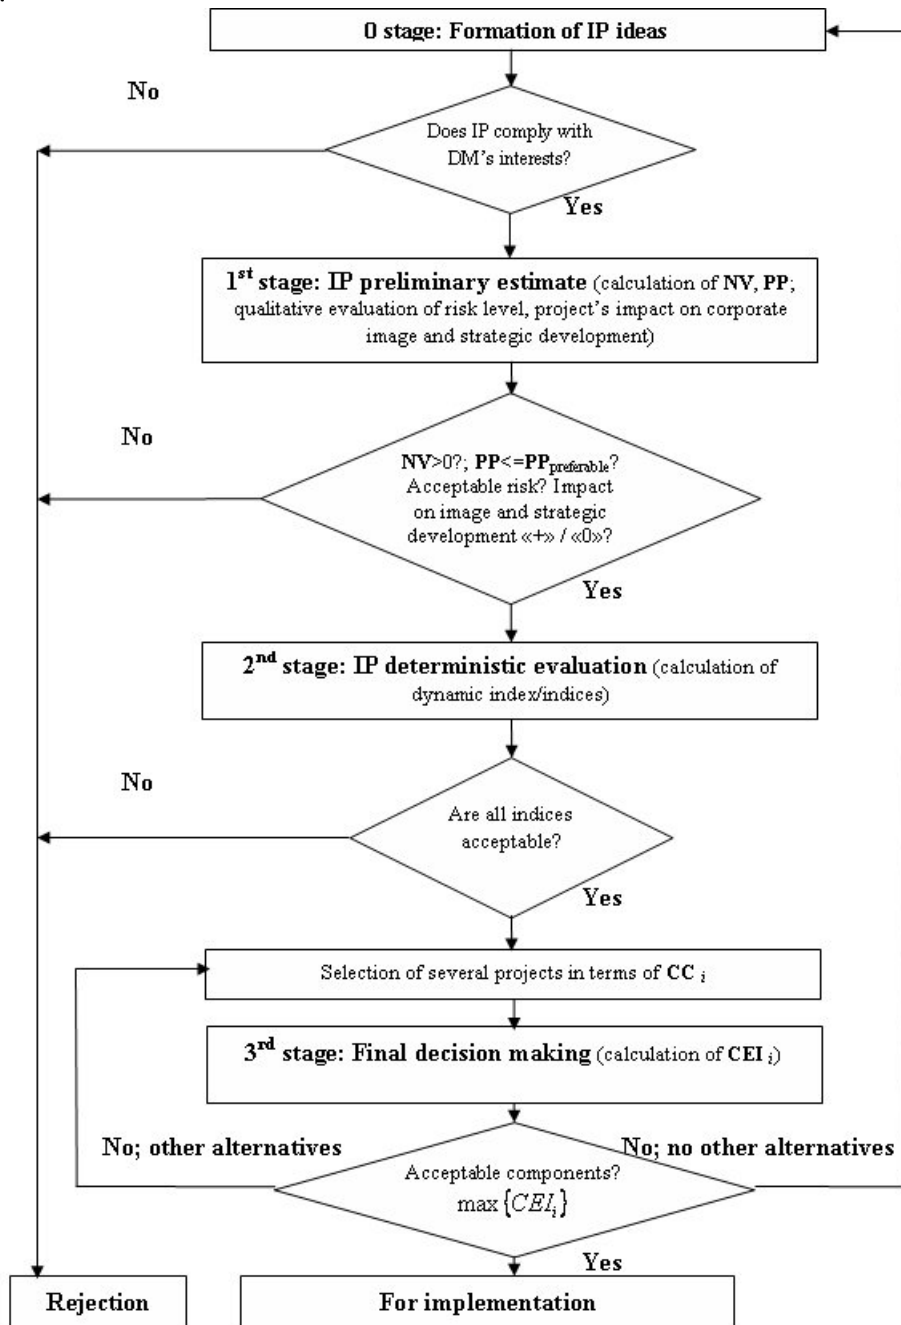 0 stage: Formation of IP ideas
No
Does IP comply with
DM's interests?
Yes
1st stage: IP preliminary estimate (calculation of NV, PP;
qualitative evaluation of risk level, project's impact on corporate
image and strategic development)
No
NV>0?; PP<=PPpreferable?
Acceptable risk? Impact
on image and strategic
development «+» / «0»?
Yes
2nd stage: IP deterministic evaluation (calculation of
dynamic index/indices)
No
Are all indices
acceptable?
Yes
Selection of several projects in terms of CC i
3rd stage: Final decision making (calculation of CEI i)
No; other alternatives
No; no other alternatives
Acceptable components?
max {CEIi}
Yes
Rejection
For implementation